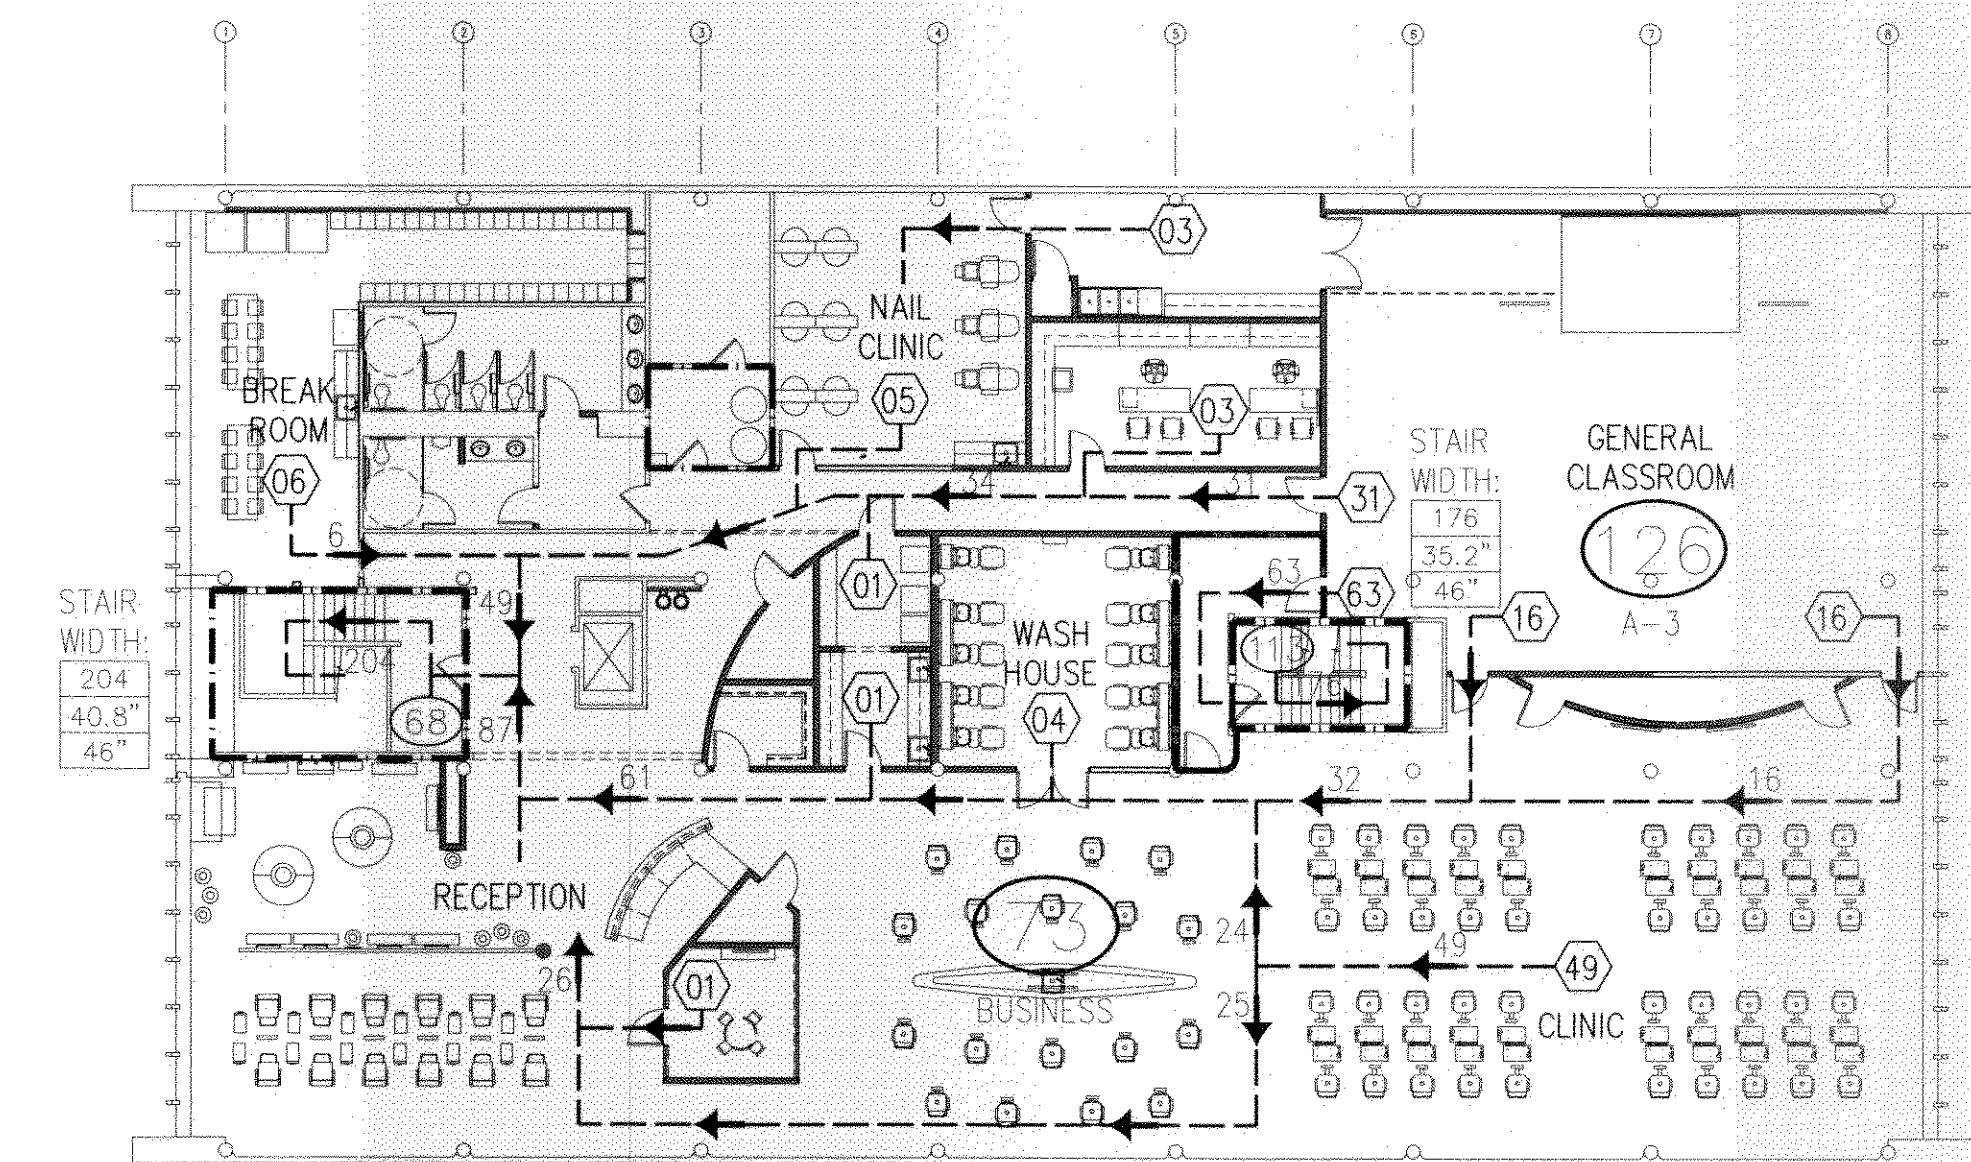 1 2 3 4 5 6 7 8
03
NAIL
CLINIC
05
03
BREAK
ROOM
06
STAIR
WIDTH:
176
35.2"
46"
GENERAL
CLASSROOM
126
A-3
34
31
31
6
01
63
63
16
16
STAIR
WIDTH:
204
40.8"
46"
49
204
68
87
WASH
HOUSE
04
01
113
61
32
16
RECEPTION
73
24
49
49
26
01
BUSINESS
25
CLINIC